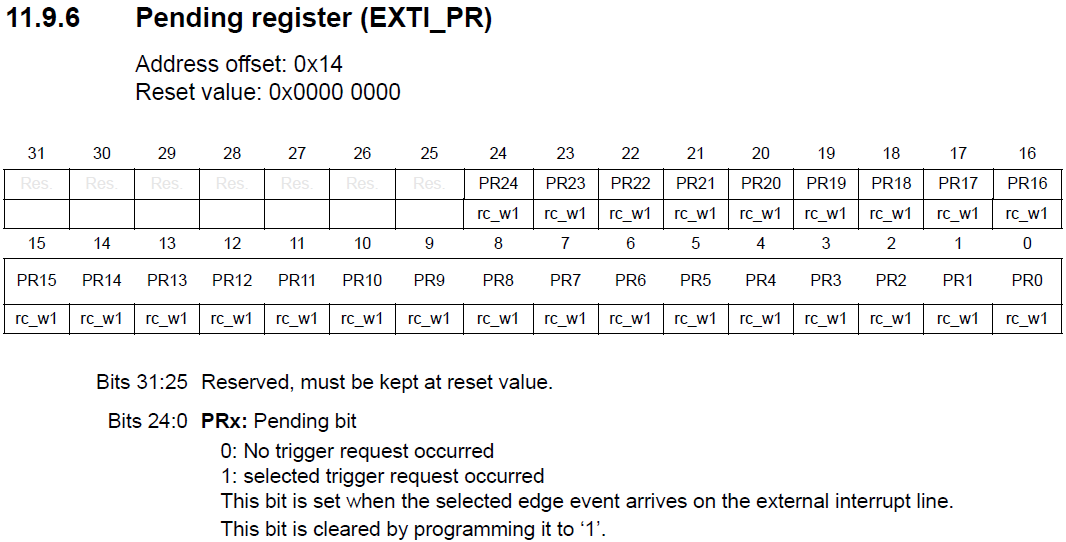 11.9.6 Pending register (EXTI_PR)
Address offset: 0x14
Reset value: 0x0000 0000
31 30 29 28 27 26 25 24 23 22 21 20 19 18 17 16
Res. Res. Res. Res. Res. Res. Res. PR24 PR23 PR22 PR21 PR20 PR19 PR18 PR17 PR16
rc_w1 rc_w1 rc_w1 rc_w1 rc_w1 rc_w1 rc_w1 rc_w1 rc_w1
15 14 13 12 11 10 9 8 7 6 5 4 3 2 1 0
PR15 PR14 PR13 PR12 PR11 PR10 PR9 PR8 PR7 PR6 PR5 PR4 PR3 PR2 PR1 PR0
rc_w1 rc_w1 rc_w1 rc_w1 rc_w1 rc_w1 rc_w1 rc_w1 rc_w1 rc_w1 rc_w1 rc_w1 rc_w1 rc_w1 rc_w1 rc_w1
Bits 31:25 Reserved, must be kept at reset value.
Bits 24:0 PRx: Pending bit
0: No trigger request occurred
1: selected trigger request occurred
This bit is set when the selected edge event arrives on the external interrupt line.
This bit is cleared by programming it to ‘1’.